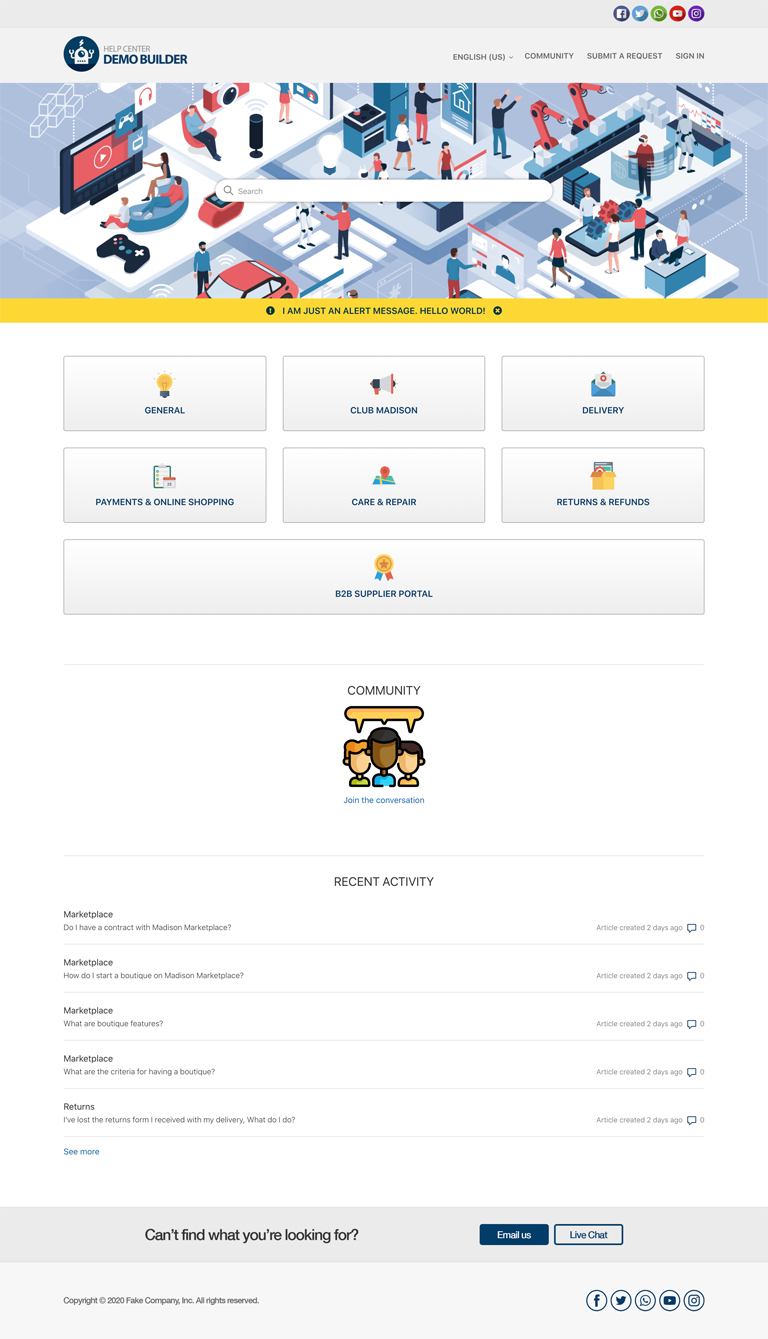 HELP CENTER
DEMO BUILDER
ENGLISH (US)
COMMUNITY
SUBMIT A REQUEST
SIGN IN
Search
I AM JUST AN ALERT MESSAGE. HELLO WORLD!
GENERAL
CLUB MADISON
DELIVERY
PAYMENTS & ONLINE SHOPPING
CARE & REPAIR
RETURNS & REFUNDS
B2B SUPPLIER PORTAL
COMMUNITY
Join the conversation
RECENT ACTIVITY
Marketplace
Do I have a contract with Madison Marketplace?
Article created 2 days ago 0
Marketplace
How do I start a boutique on Madison Marketplace?
Article created 2 days ago 0
Marketplace
What are boutique features?
Article created 2 days ago 0
Marketplace
What are the criteria for having a boutique?
Article created 2 days ago 0
Returns
I've lost the returns form I received with my delivery, What do I do?
Article created 2 days ago 0
See more
Can't find what you're looking for?
Email us
Live Chat
Copyright © 2020 Fake Company, Inc. All rights reserved.